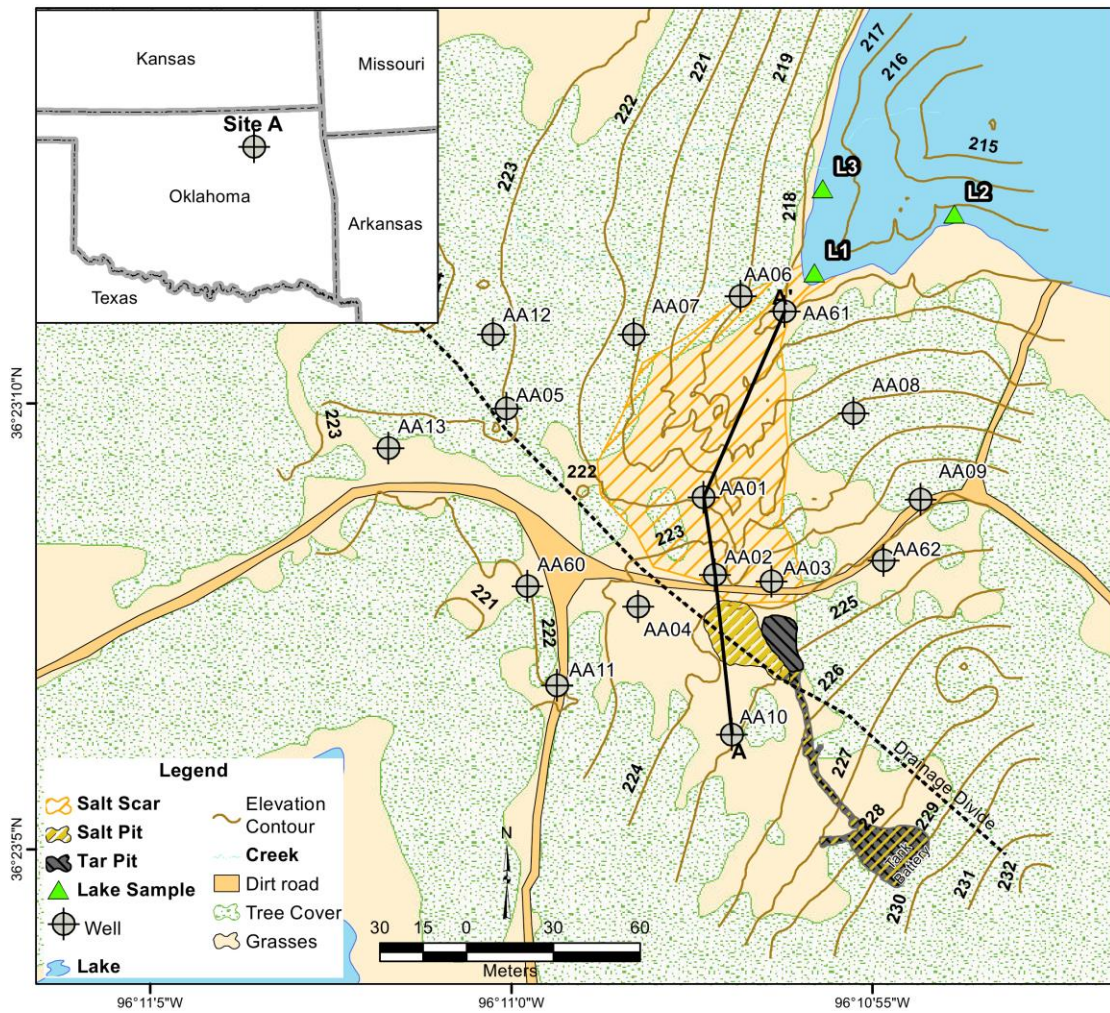 Kansas
Missouri
Site A
Oklahoma
Arkansas
Texas
217
216
215
221
219
222
223
218
L3
L2
L1
AA06
A'
AA61
AA07
AA12
AA05
AA08
AA13
223
222
AA01
AA09
223
AA02
AA03
AA62
AA60
221
222
AA04
225
AA11
226
AA10
A
224
227
Drainage Divide
228
229
Tank
Battery
230
231
232
36°23'10"N
36°23'5"N
Legend
Salt Scar
Salt Pit
Tar Pit
Lake Sample
Well
Lake
Elevation
Contour
Creek
Dirt road
Tree Cover
Grasses
N
30 15 0 30 60
Meters
96°11'5"W
96°11'0"W
96°10'55"W